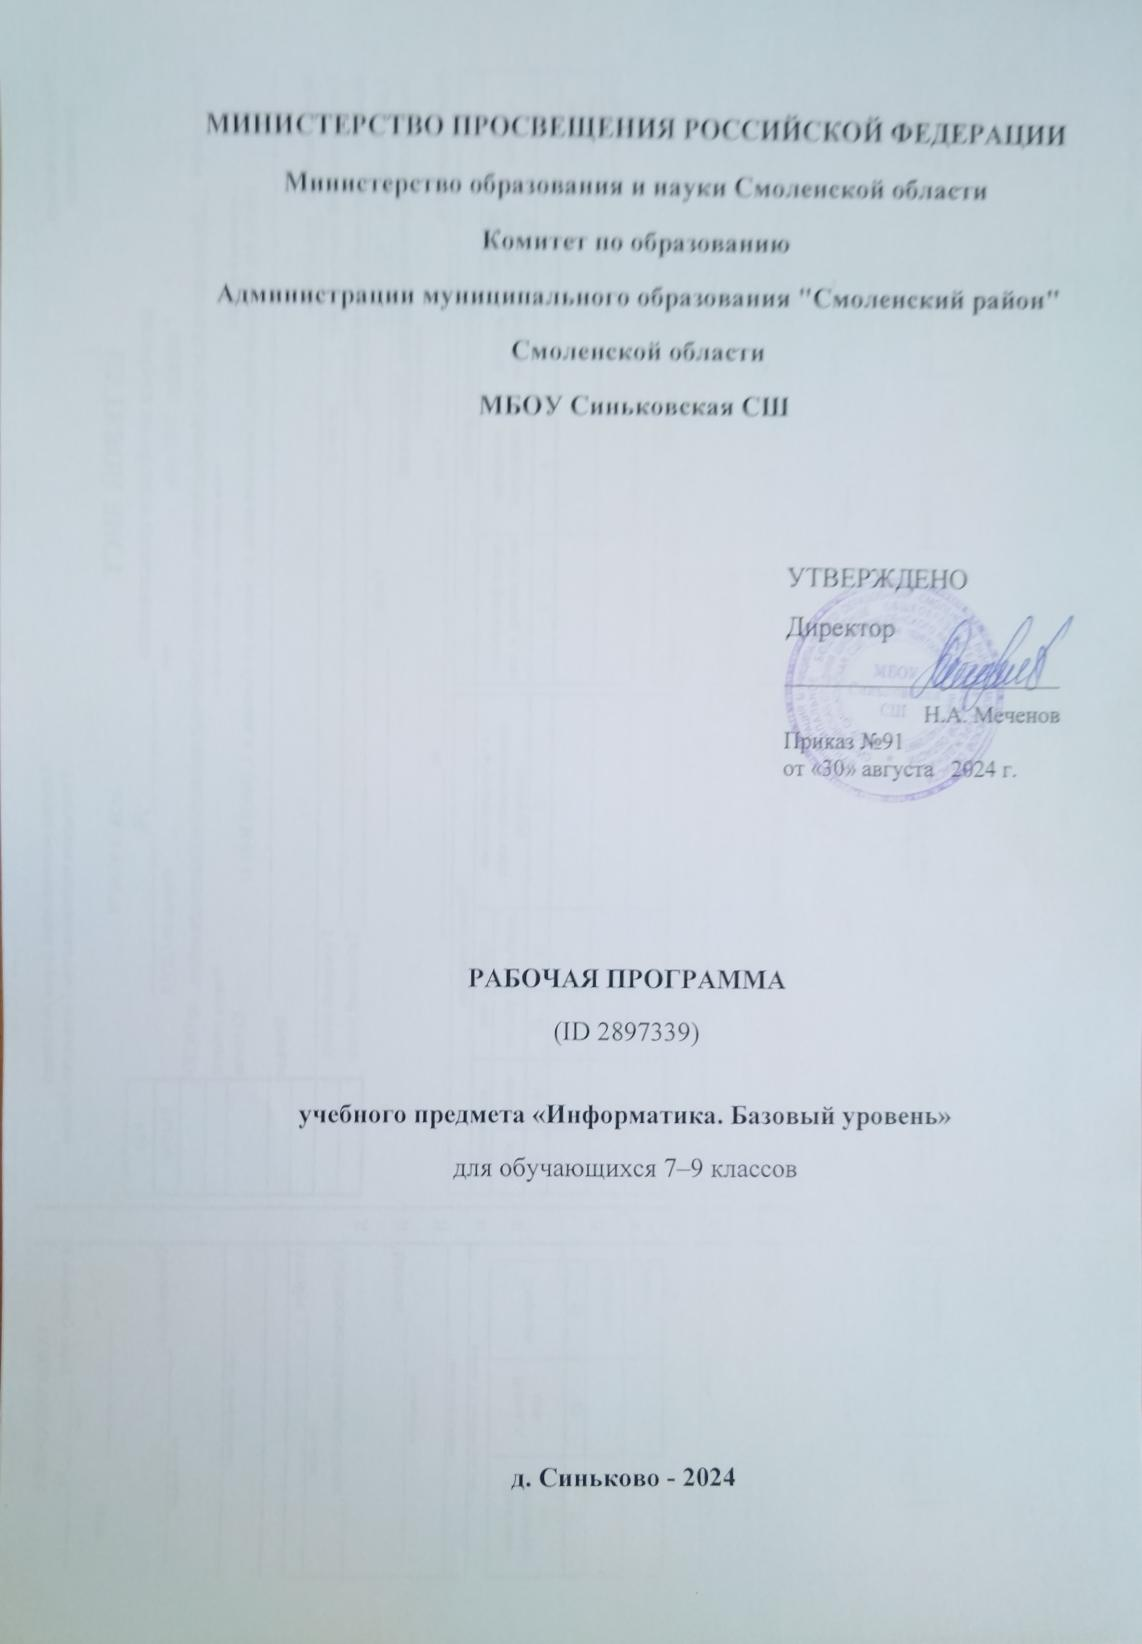 МИНИСТЕРСТВО ПРОСВЕЩЕНИЯ РОССИЙСКОЙ ФЕДЕРАЦИИ
Министерство образования и науки Смоленской области
Комитет по образованию
Администрации муниципального образования "Смоленский район"
Смоленской области
МБОУ Синьковская СШ
УТВЕРЖДЕНО
Директор
МБОУ
СШ
Н.А. Меченов
Приказ №91
от «30» августа 2024 г.
РАБОЧАЯ ПРОГРАММА
(ID 2897339)
учебного предмета «Информатика. Базовый уровень»
для обучающихся 7–9 классов
д. Синьково - 2024